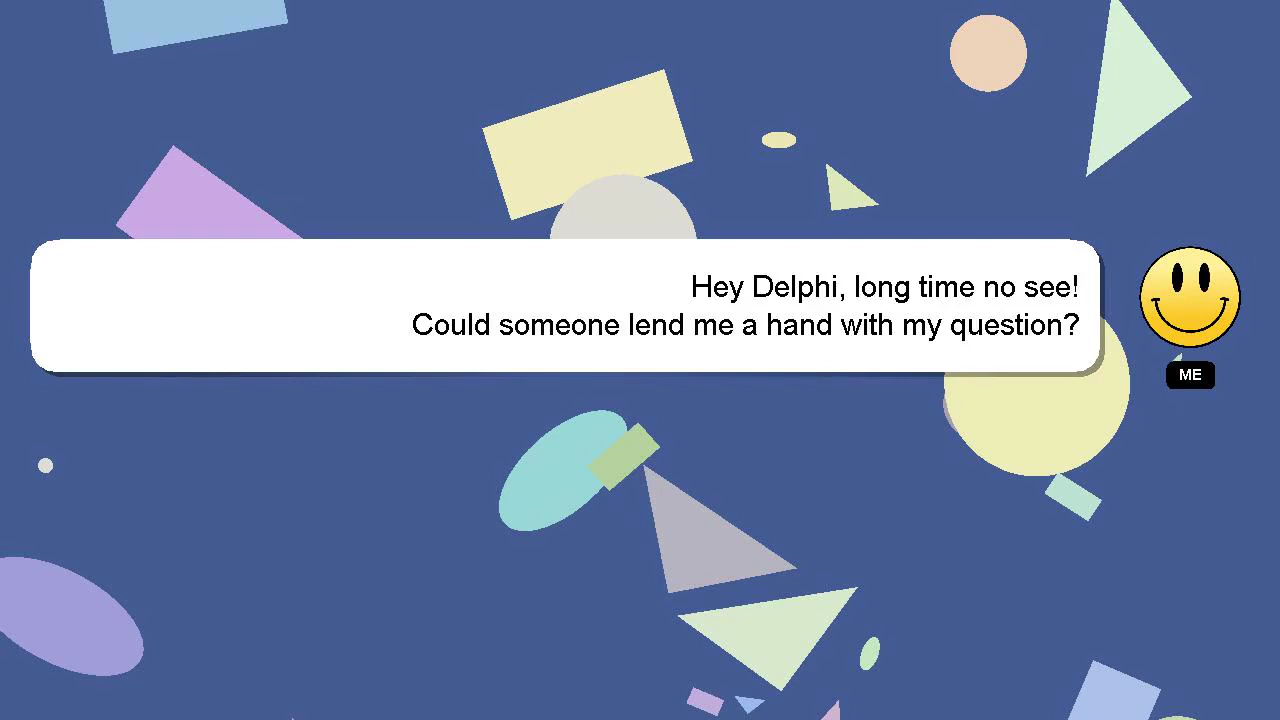 Hey Delphi, long time no see!
Could someone lend me a hand with my question?
ME